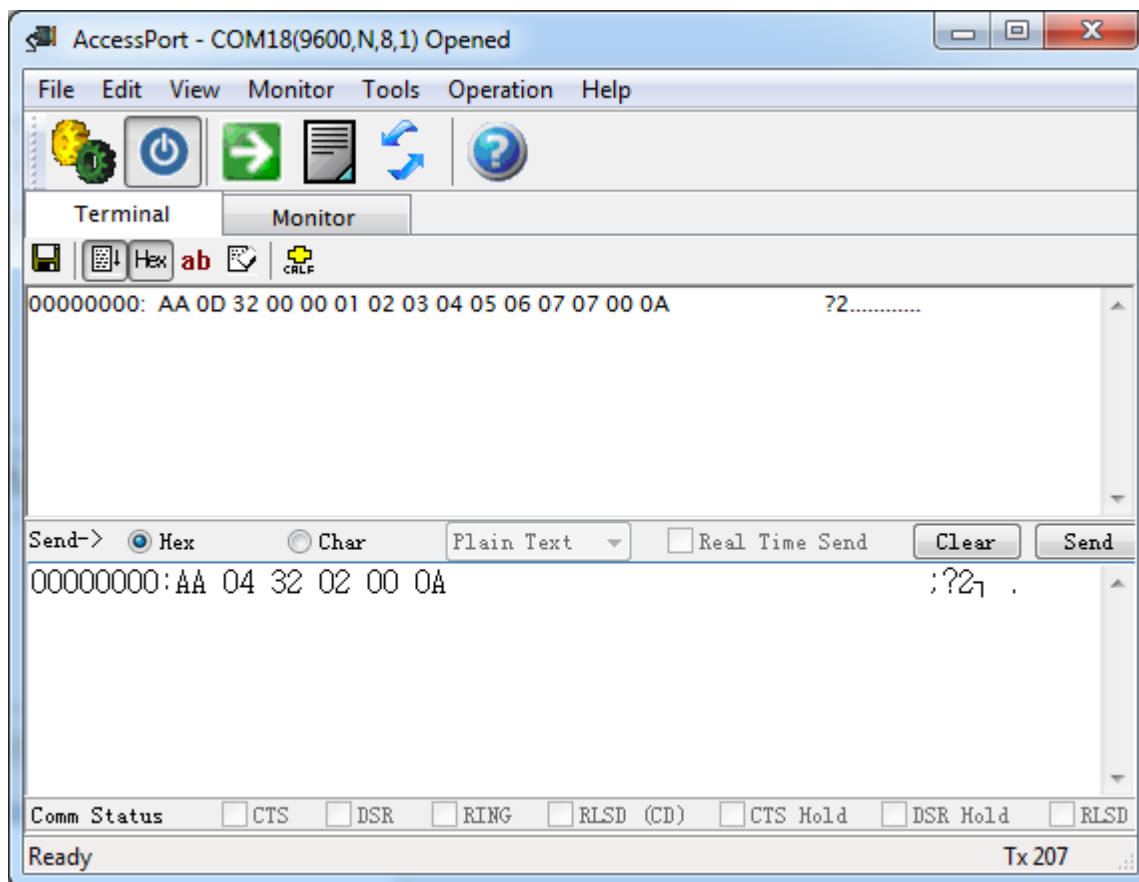 AccessPort - COM18(9600,N,8,1) Opened
File Edit View Monitor Tools Operation Help
Terminal Monitor
Hex ab CRLF
00000000: AA 0D 32 00 00 01 02 03 04 05 06 07 07 00 0A ?2............
Send-> Hex Char Plain Text Real Time Send Clear Send
00000000:AA 04 32 02 00 0A ;?2┐ .
Comm Status CTS DSR RING RLSD (CD) CTS Hold DSR Hold RLSD
Ready Tx 207